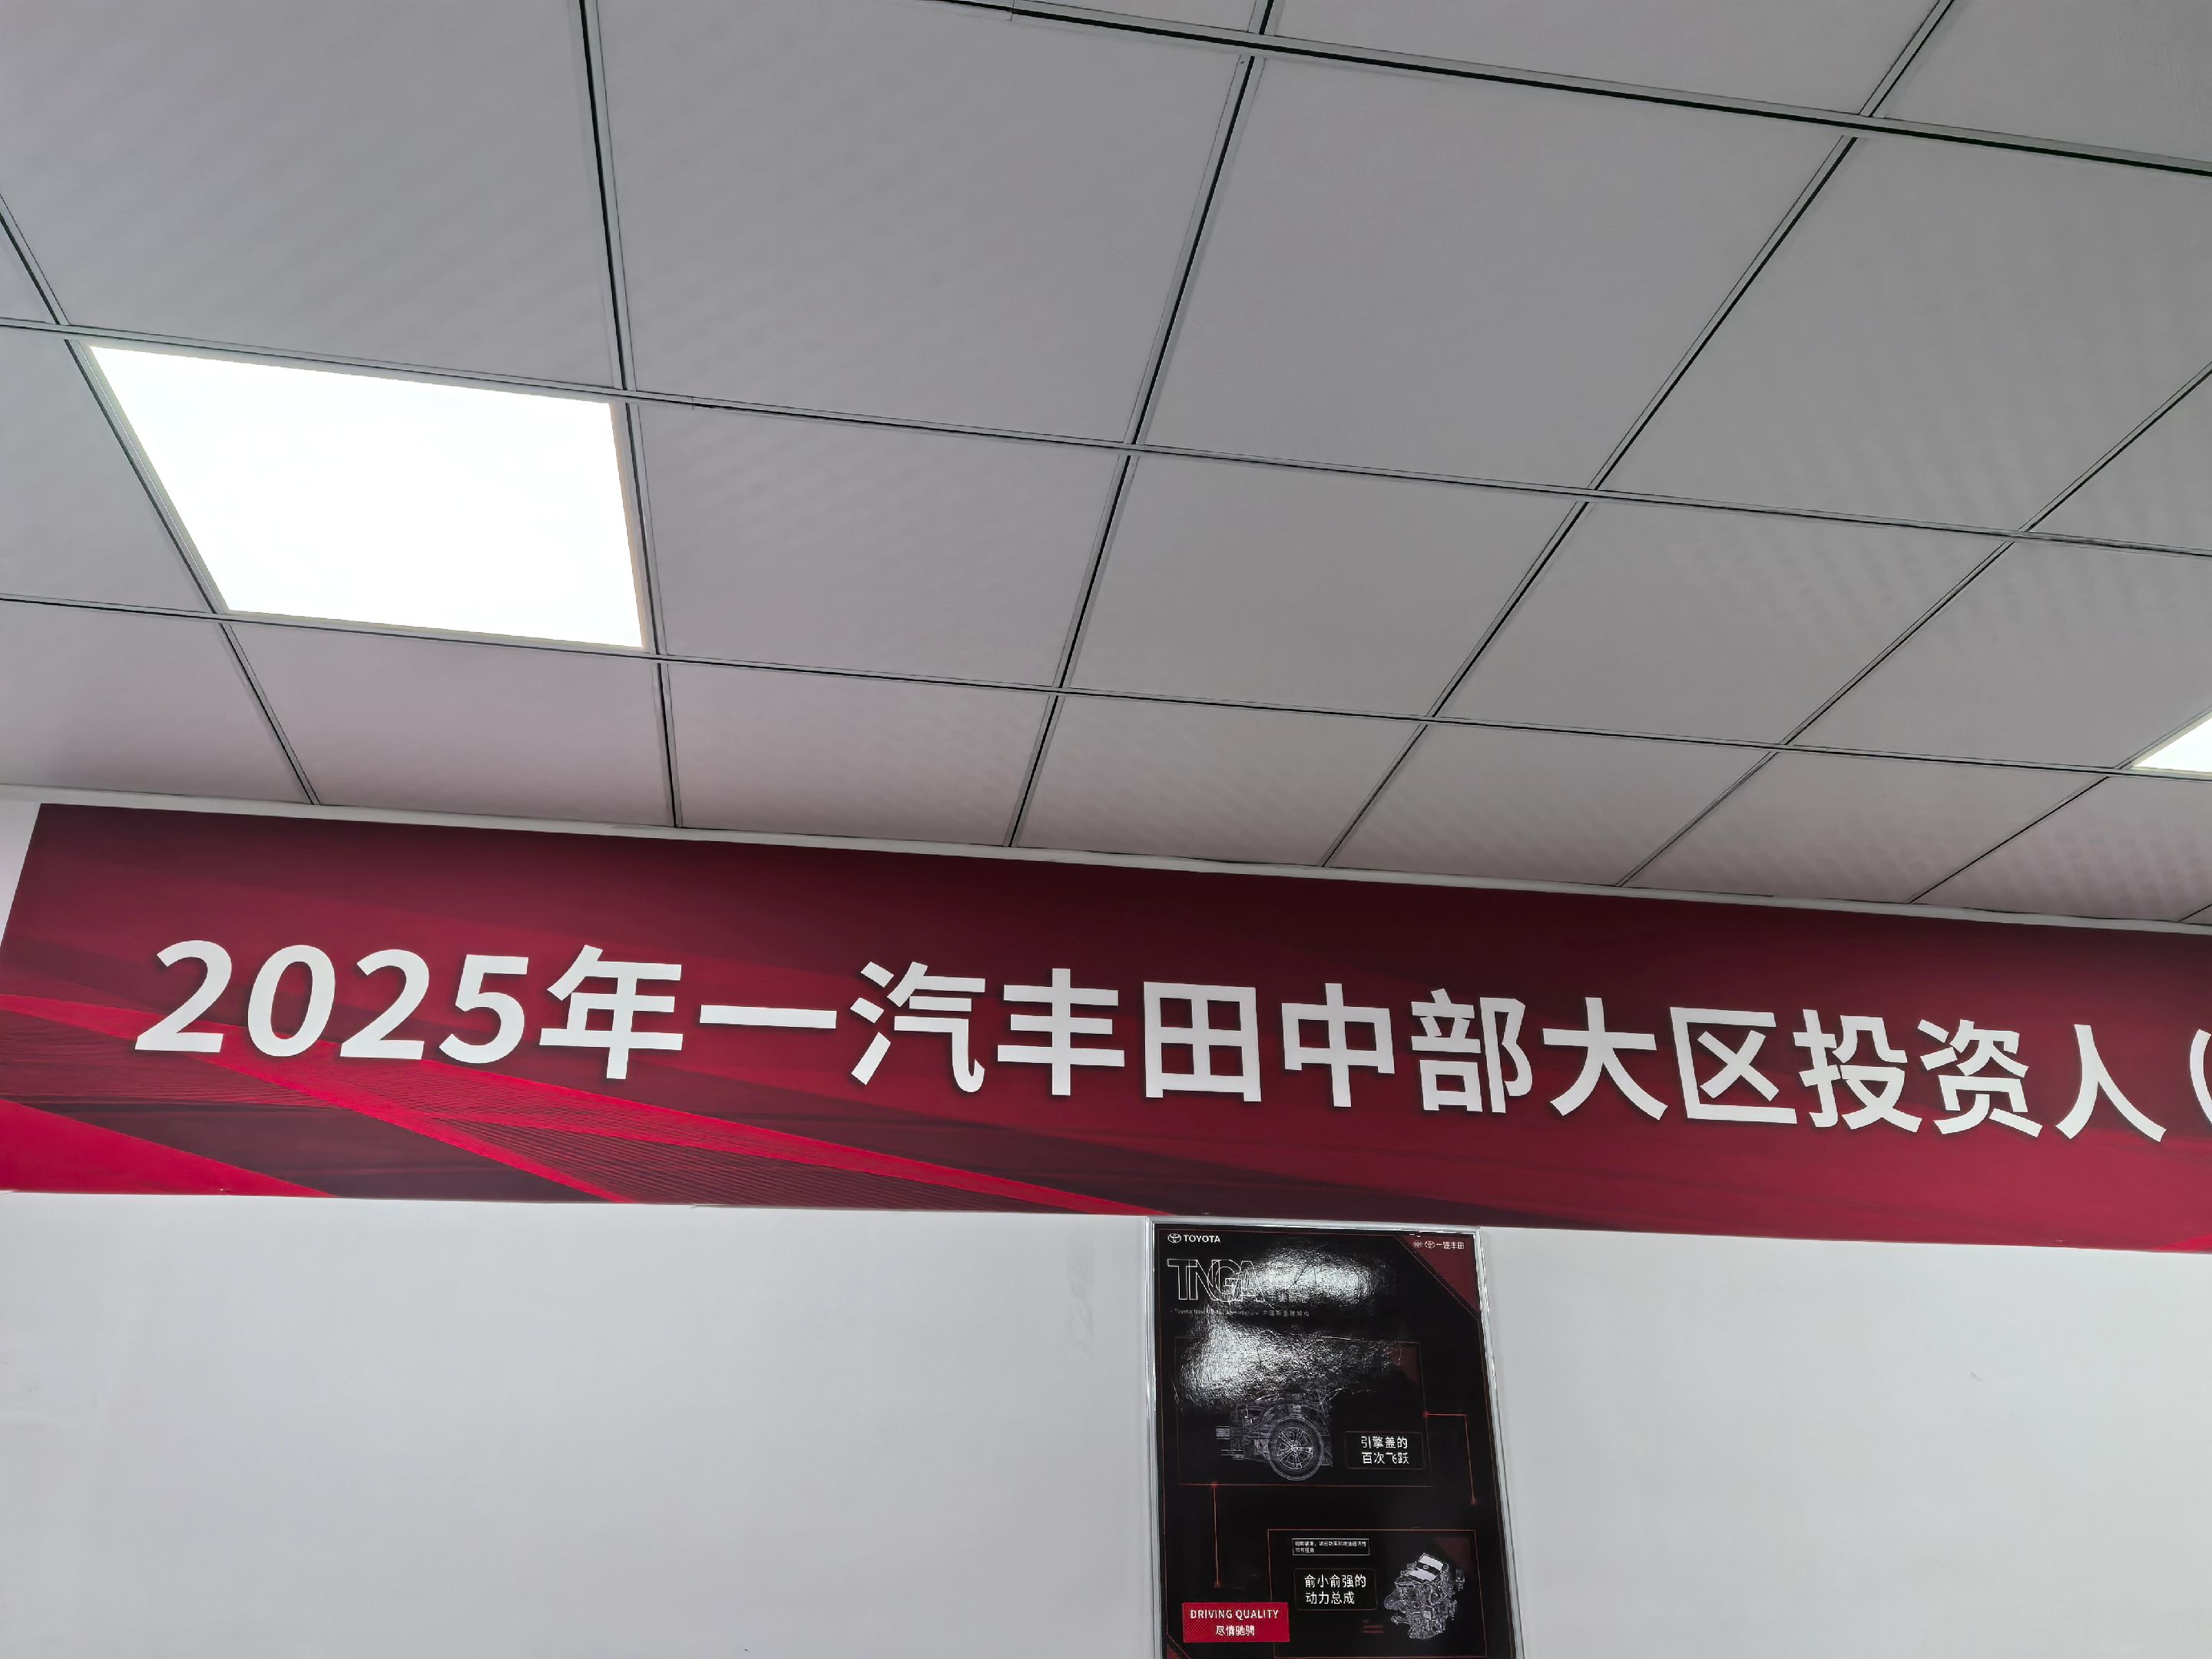 2025年一汽丰田中部大区投资人(
TOYOTA
一汽丰田
TNGA
引擎盖的
百次飞跃
俞小俞强的
动力总成
DRIVING QUALITY
尽情驰骋